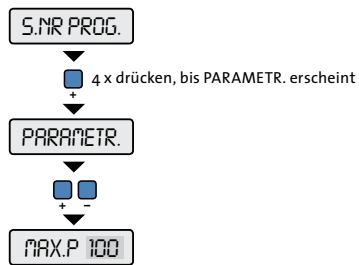 S.NR PROG.
4 x drücken, bis PARAMETR. erscheint
+
PARAMETR.
+ −
MAX.P 100